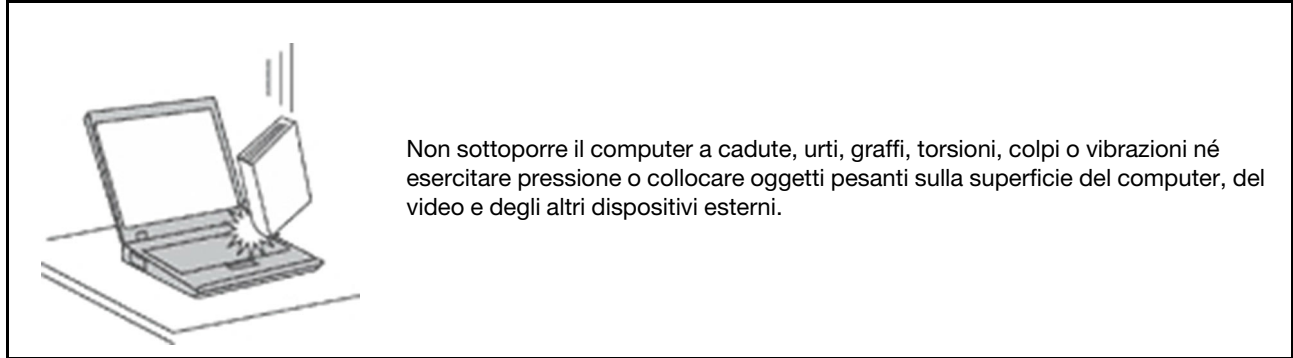 Non sottoporre il computer a cadute, urti, graffi, torsioni, colpi o vibrazioni né
esercitare pressione o collocare oggetti pesanti sulla superficie del computer, del
video e degli altri dispositivi esterni.